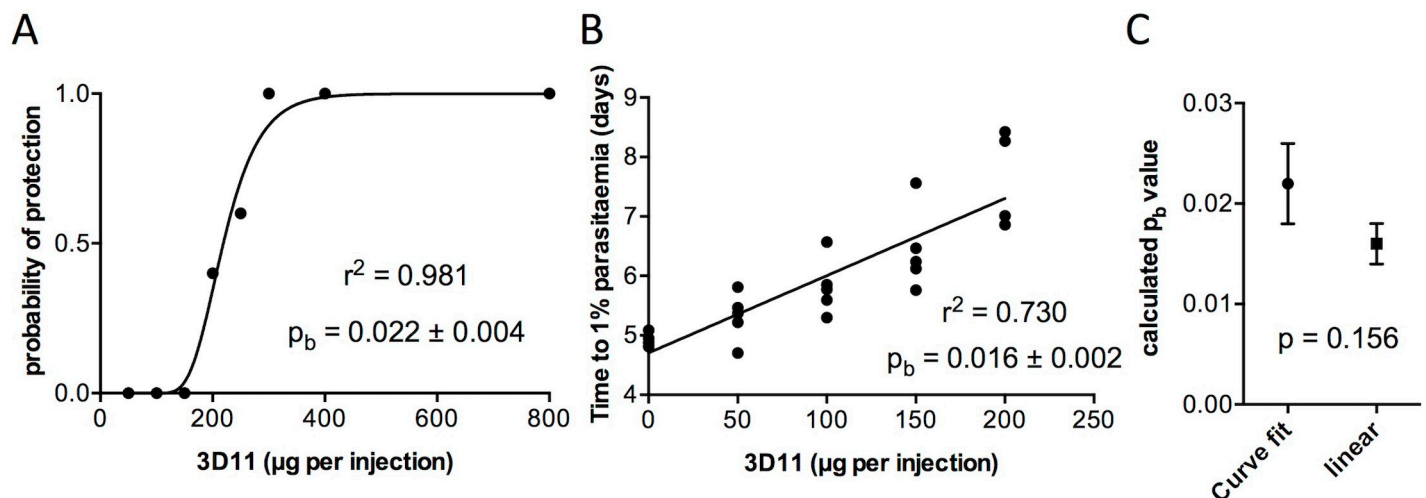 A
probability of protection
1.0
0.5
1.0
0.0
0
200
400
600
800
r² = 0.981
p_b = 0.022 ± 0.004
3D11 (µg per injection)
B
Time to 1% parasitaemia (days)
9
8
7
6
5
4
0
50
100
150
200
250
r² = 0.730
p_b = 0.016 ± 0.002
3D11 (µg per injection)
C
calculated p_b value
0.03
0.02
0.01
0.00
p = 0.156
Curve fit
linear